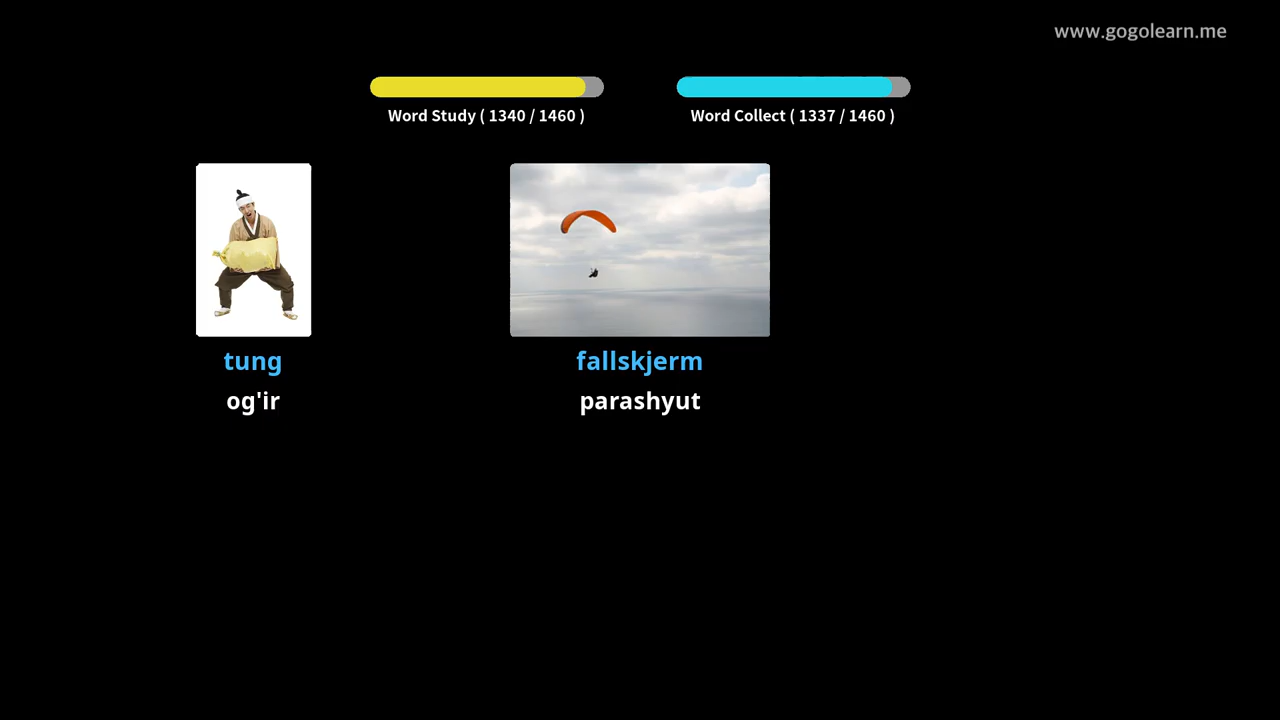 www.gogolearn.me
Word Study ( 1340 / 1460 )
Word Collect ( 1337 / 1460 )
tung
og'ir
fallskjerm
parashyut